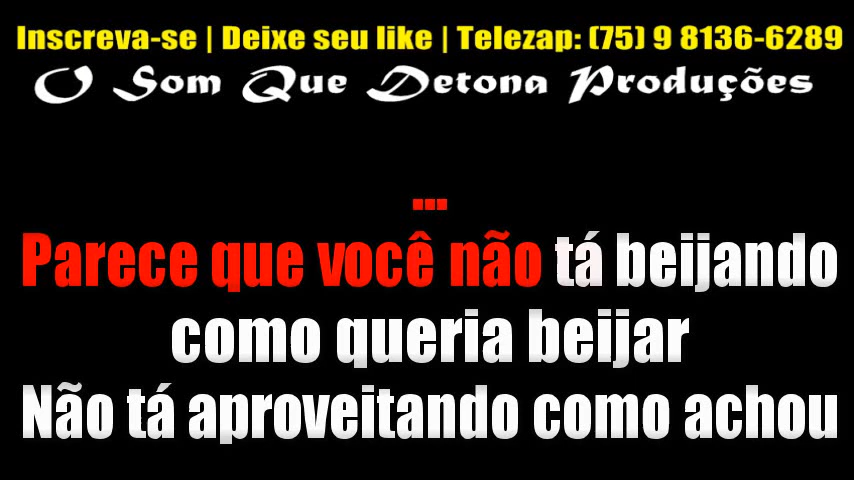 Inscreva-se | Deixe seu like | Telezap: (75) 9 8136-6289
O Som Que Detona Produções
...
Parece que você não tá beijando
como queria beijar
Não tá aproveitando como achou